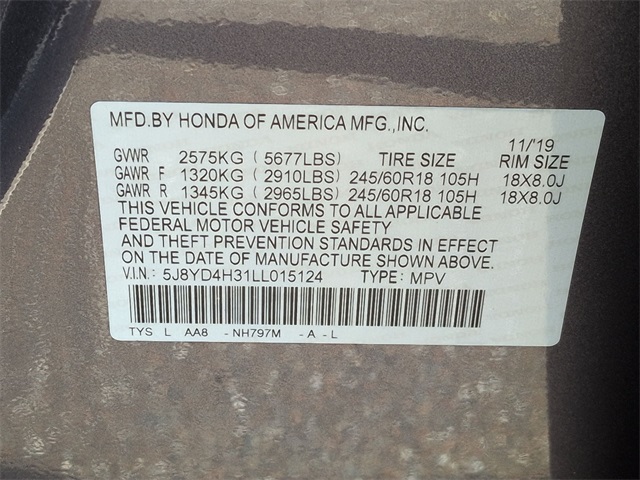 MFD.BY HONDA OF AMERICA MFG.,INC.
11/'19
GVWR 2575KG ( 5677LBS) TIRE SIZE RIM SIZE
GAWR F 1320KG ( 2910LBS) 245/60R18 105H 18X8.0J
GAWR R 1345KG ( 2965LBS) 245/60R18 105H 18X8.0J
THIS VEHICLE CONFORMS TO ALL APPLICABLE
FEDERAL MOTOR VEHICLE SAFETY
AND THEFT PREVENTION STANDARDS IN EFFECT
ON THE DATE OF MANUFACTURE SHOWN ABOVE.
V.I.N: 5J8YD4H31LL015124 TYPE: MPV
TYS L AA8 - NH797M - A - L